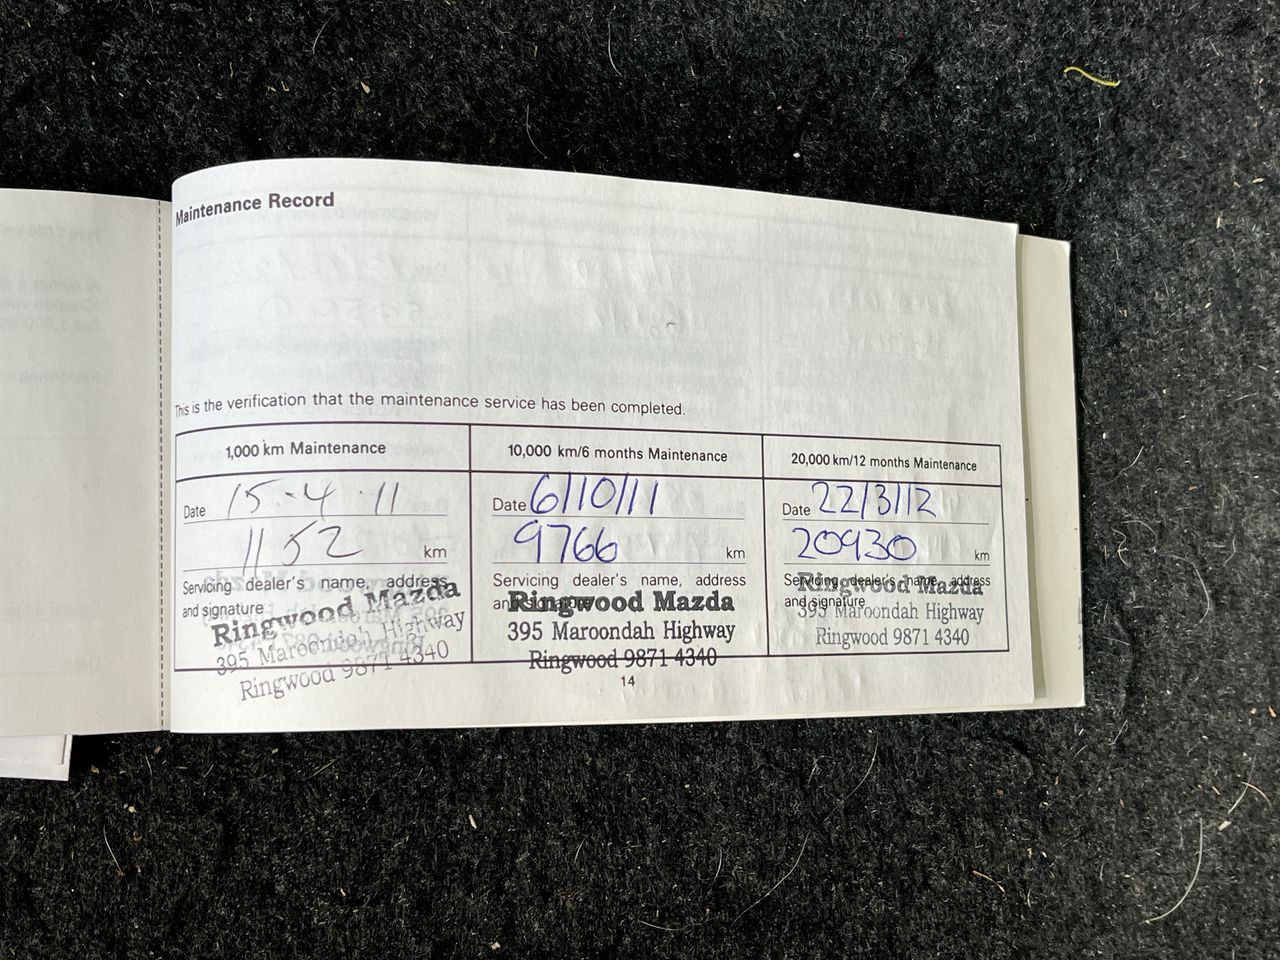 Maintenance Record
This is the verification that the maintenance service has been completed.
1,000 km Maintenance
Date 15-4-11
1152 km
Servicing dealer's name, address
and signature
Ringwood Mazda
395 Maroondah Highway
Ringwood 9871 4340
10,000 km/6 months Maintenance
Date 6/10/11
9766 km
Servicing dealer's name, address
and signature
Ringwood Mazda
395 Maroondah Highway
Ringwood 9871 4340
20,000 km/12 months Maintenance
Date 22/3/12
20930 km
Servicing dealer's name, address
and signature
Ringwood Mazda
395 Maroondah Highway
Ringwood 9871 4340
14